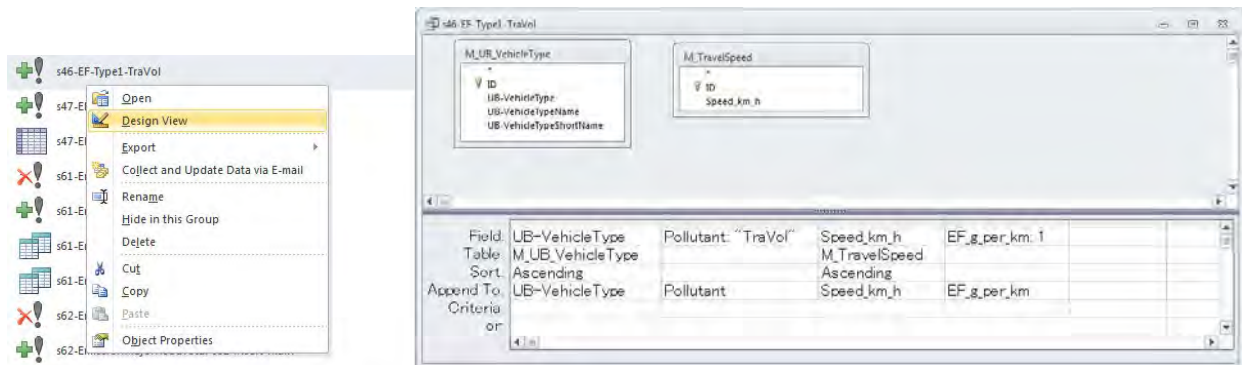 s46-EF-Type1-TraVol
s47-E
Open
Design View
s47-E
Export
s61-E
Collect and Update Data via E-mail
s61-E
Rename
Hide in this Group
s61-E
Delete
Cut
s61-E
Copy
s62-E
Paste
Object Properties
s62-E
s46-EF-Type1-TraVol
M_UB_VehicleType
*
ID
UB-VehicleType
UB-VehicleTypeName
UB-VehicleTypeShortName
M_TravelSpeed
*
ID
Speed_km_h
Field: UB-VehicleType Pollutant: "TraVol" Speed_km_h EF_g_per_km: 1
Table: M_UB_VehicleType M_TravelSpeed
Sort: Ascending Ascending
Append To: UB-VehicleType Pollutant Speed_km_h EF_g_per_km
Criteria:
or: